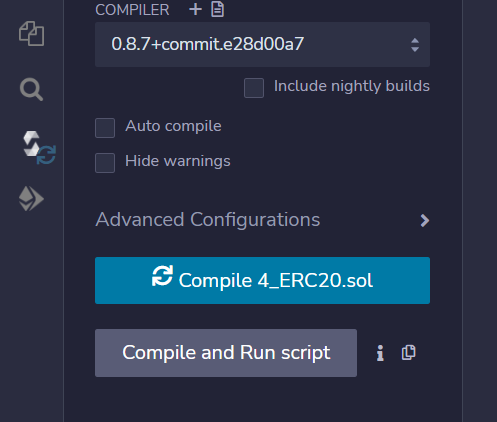 COMPILER
0.8.7+commit.e28d00a7
Include nightly builds
Auto compile
Hide warnings
Advanced Configurations
Compile 4_ERC20.sol
Compile and Run script